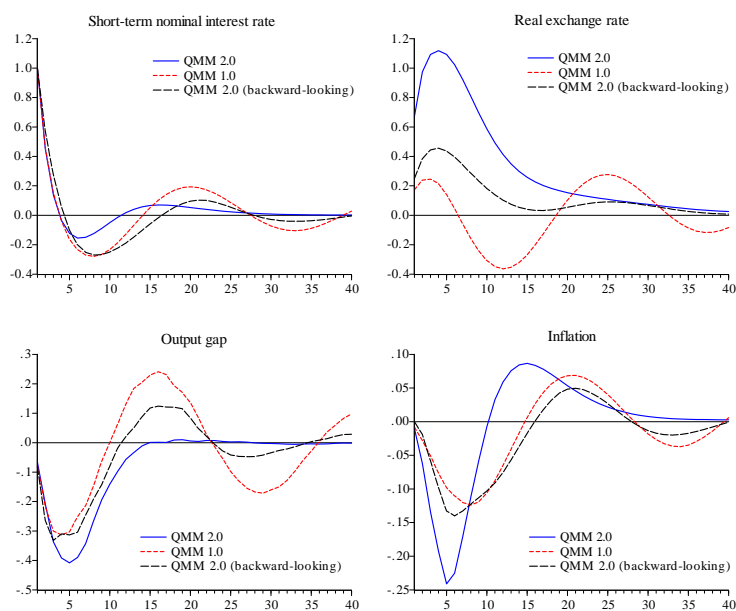 Short-term nominal interest rate
1.2
1.0
0.8
0.6
0.4
0.2
0.0
-0.2
-0.4
QMM 2.0
QMM 1.0
QMM 2.0 (backward-looking)
5 10 15 20 25 30 35 40
Real exchange rate
1.2
1.0
0.8
0.6
0.4
0.2
0.0
-0.2
-0.4
QMM 2.0
QMM 1.0
QMM 2.0 (backward-looking)
5 10 15 20 25 30 35 40
Output gap
.3
.2
.1
.0
-.1
-.2
-.3
-.4
-.5
QMM 2.0
QMM 1.0
QMM 2.0 (backward-looking)
5 10 15 20 25 30 35 40
Inflation
.10
.05
.00
-.05
-.10
-.15
-.20
-.25
QMM 2.0
QMM 1.0
QMM 2.0 (backward-looking)
5 10 15 20 25 30 35 40